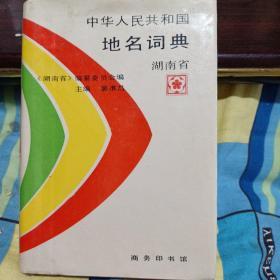 中华人民共和国
地名词典
湖南省
《湖南省》编纂委员会编
主编
商务印书馆